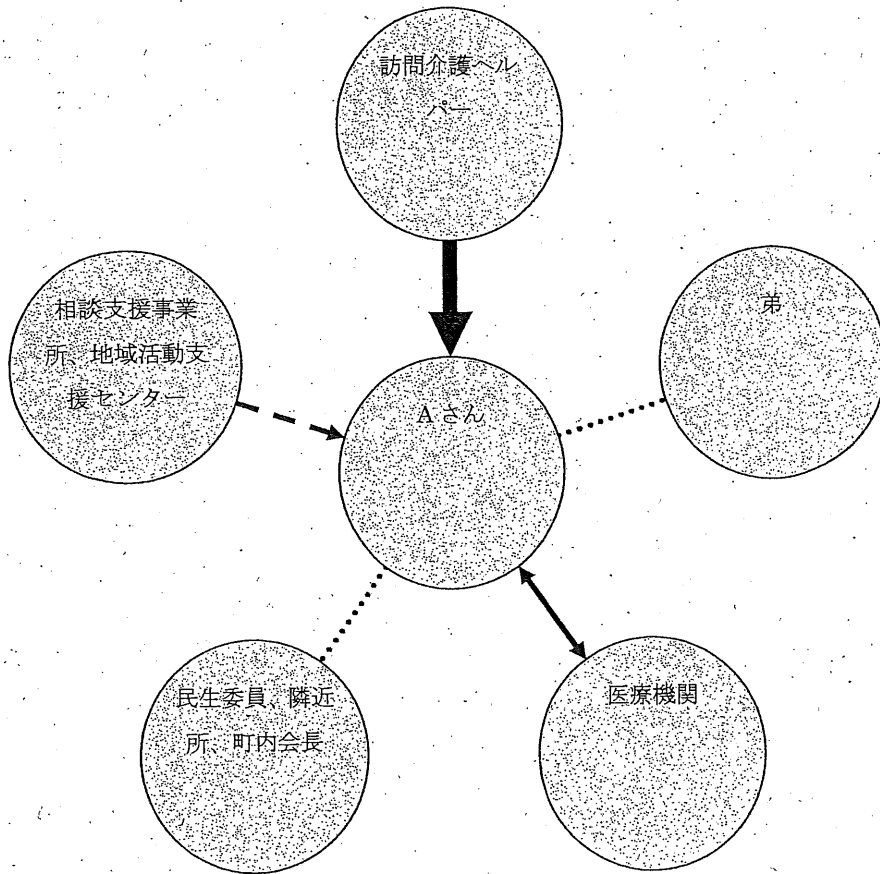 訪問介護ヘル
パー
相談支援事業
所、地域活動支
援センター
弟
Aさん
民生委員、隣近
所、町内会長
医療機関